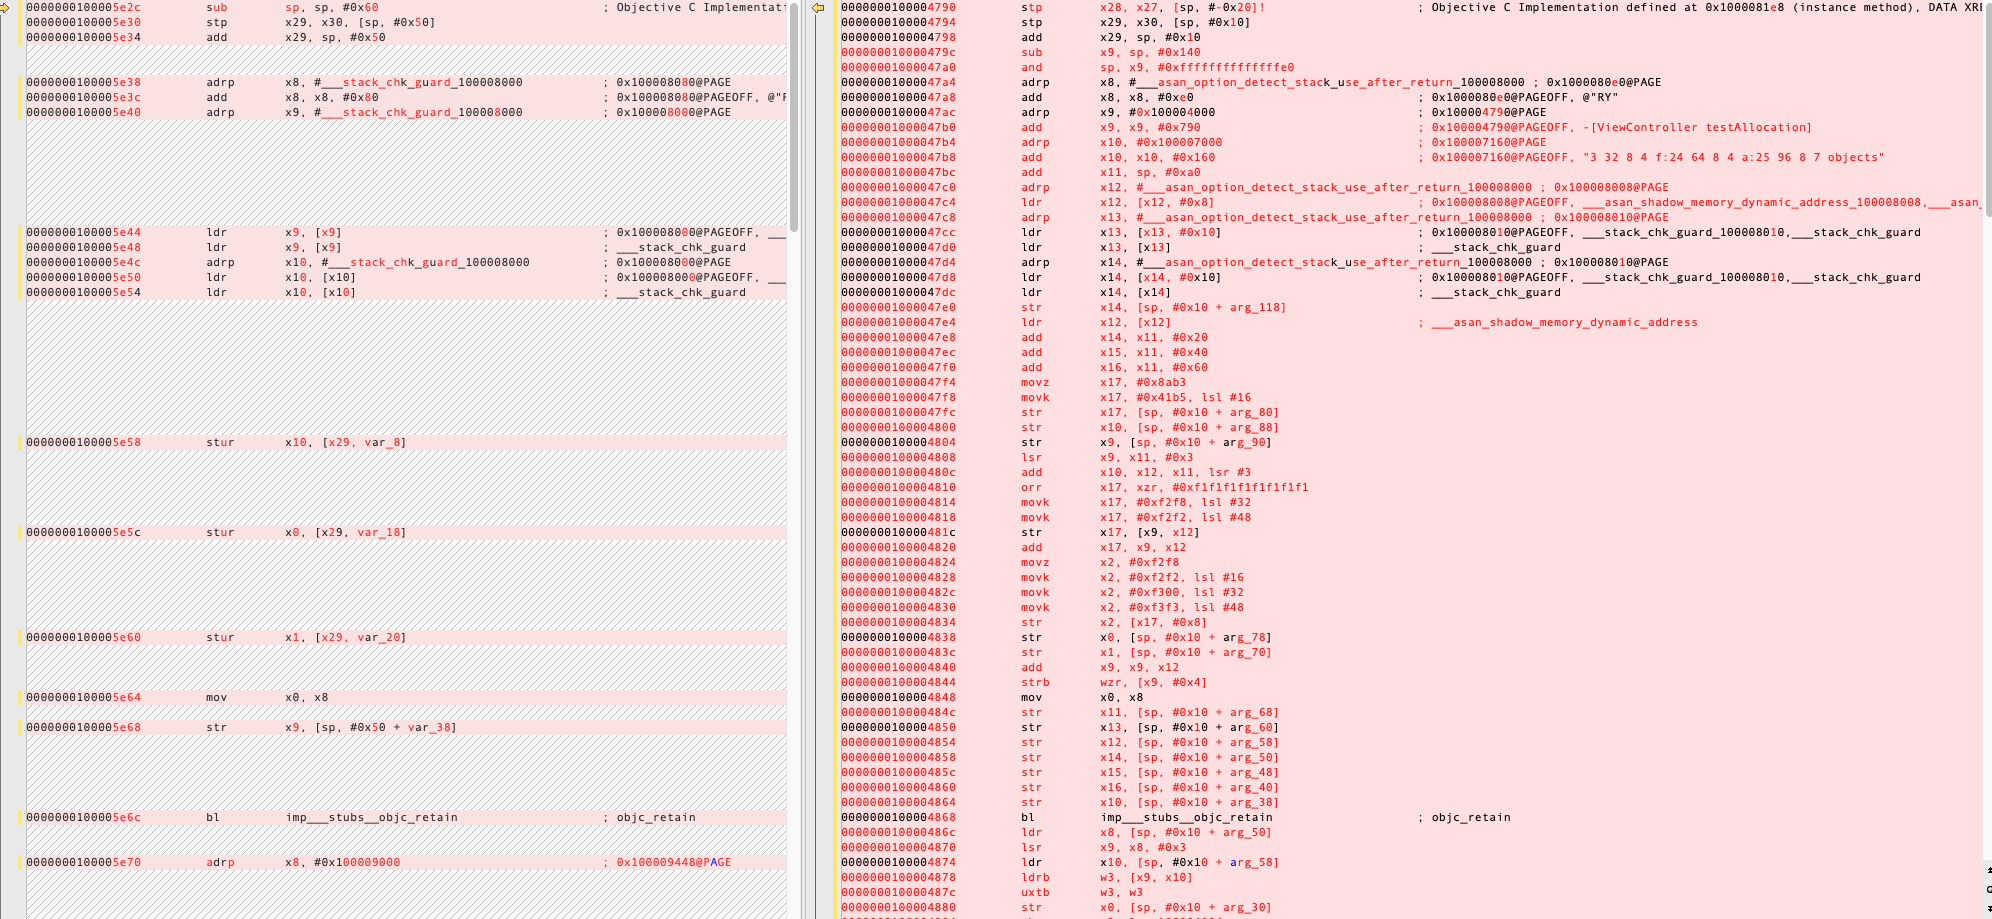 0000000100005e2c sub sp, sp, #0x60 ; Objective C Implementati
0000000100005e30 stp x29, x30, [sp, #0x50]
0000000100005e34 add x29, sp, #0x50
0000000100005e38 adrp x8, #___stack_chk_guard_100008000 ; 0x100008080@PAGE
0000000100005e3c add x8, x8, #0x80 ; 0x100008080@PAGEOFF, @"R
0000000100005e40 adrp x9, #___stack_chk_guard_100008000 ; 0x100008000@PAGE
0000000100005e44 ldr x9, [x9] ; 0x100008000@PAGEOFF, ___
0000000100005e48 ldr x9, [x9] ; ___stack_chk_guard
0000000100005e4c adrp x10, #___stack_chk_guard_100008000 ; 0x100008000@PAGE
0000000100005e50 ldr x10, [x10] ; 0x100008000@PAGEOFF, ___
0000000100005e54 ldr x10, [x10] ; ___stack_chk_guard
0000000100005e58 stur x10, [x29, var_8]
0000000100005e5c stur x0, [x29, var_18]
0000000100005e60 stur x1, [x29, var_20]
0000000100005e64 mov x0, x8
0000000100005e68 str x9, [sp, #0x50 + var_38]
0000000100005e6c bl imp___stubs__objc_retain ; objc_retain
0000000100005e70 adrp x8, #0x100009000 ; 0x100009448@PAGE
0000000100004790 stp x28, x27, [sp, #-0x20]! ; Objective C Implementation defined at 0x1000081e8 (instance method), DATA XRE
0000000100004794 stp x29, x30, [sp, #0x10]
0000000100004798 add x29, sp, #0x10
000000010000479c sub x9, sp, #0x140
00000001000047a0 and sp, x9, #0xffffffffffffffe0
00000001000047a4 adrp x8, #___asan_option_detect_stack_use_after_return_100008000 ; 0x1000080e0@PAGE
00000001000047a8 add x8, x8, #0xe0 ; 0x1000080e0@PAGEOFF, @"RY"
00000001000047ac adrp x9, #0x100004000 ; 0x100004790@PAGE
00000001000047b0 add x9, x9, #0x790 ; 0x100004790@PAGEOFF, -[ViewController testAllocation]
00000001000047b4 adrp x10, #0x100007000 ; 0x100007160@PAGE
00000001000047b8 add x10, x10, #0x160 ; 0x100007160@PAGEOFF, "3 32 8 4 f:24 64 8 4 a:25 96 8 7 objects"
00000001000047bc add x11, sp, #0xa0
00000001000047c0 adrp x12, #___asan_option_detect_stack_use_after_return_100008000 ; 0x100008008@PAGE
00000001000047c4 ldr x12, [x12, #0x8] ; 0x100008008@PAGEOFF, ___asan_shadow_memory_dynamic_address_100008008,___asan_
00000001000047c8 adrp x13, #___asan_option_detect_stack_use_after_return_100008000 ; 0x100008010@PAGE
00000001000047cc ldr x13, [x13, #0x10] ; 0x100008010@PAGEOFF, ___stack_chk_guard_100008010,___stack_chk_guard
00000001000047d0 ldr x13, [x13] ; ___stack_chk_guard
00000001000047d4 adrp x14, #___asan_option_detect_stack_use_after_return_100008000 ; 0x100008010@PAGE
00000001000047d8 ldr x14, [x14, #0x10] ; 0x100008010@PAGEOFF, ___stack_chk_guard_100008010,___stack_chk_guard
00000001000047dc ldr x14, [x14] ; ___stack_chk_guard
00000001000047e0 str x14, [sp, #0x10 + arg_118]
00000001000047e4 ldr x12, [x12] ; ___asan_shadow_memory_dynamic_address
00000001000047e8 add x14, x11, #0x20
00000001000047ec add x15, x11, #0x40
00000001000047f0 add x16, x11, #0x60
00000001000047f4 movz x17, #0x8ab3
00000001000047f8 movk x17, #0x41b5, lsl #16
00000001000047fc str x17, [sp, #0x10 + arg_80]
0000000100004800 str x10, [sp, #0x10 + arg_88]
0000000100004804 str x9, [sp, #0x10 + arg_90]
0000000100004808 lsr x9, x11, #0x3
000000010000480c add x10, x12, x11, lsr #3
0000000100004810 orr x17, xzr, #0xf1f1f1f1f1f1f1f1
0000000100004814 movk x17, #0xf2f8, lsl #32
0000000100004818 movk x17, #0xf2f2, lsl #48
000000010000481c str x17, [x9, x12]
0000000100004820 add x17, x9, x12
0000000100004824 movz x2, #0xf2f8
0000000100004828 movk x2, #0xf2f2, lsl #16
000000010000482c movk x2, #0xf300, lsl #32
0000000100004830 movk x2, #0xf3f3, lsl #48
0000000100004834 str x2, [x17, #0x8]
0000000100004838 str x0, [sp, #0x10 + arg_78]
000000010000483c str x1, [sp, #0x10 + arg_70]
0000000100004840 add x9, x9, x12
0000000100004844 strb wzr, [x9, #0x4]
0000000100004848 mov x0, x8
000000010000484c str x11, [sp, #0x10 + arg_68]
0000000100004850 str x13, [sp, #0x10 + arg_60]
0000000100004854 str x12, [sp, #0x10 + arg_58]
0000000100004858 str x14, [sp, #0x10 + arg_50]
000000010000485c str x15, [sp, #0x10 + arg_48]
0000000100004860 str x16, [sp, #0x10 + arg_40]
0000000100004864 str x10, [sp, #0x10 + arg_38]
0000000100004868 bl imp___stubs__objc_retain ; objc_retain
000000010000486c ldr x8, [sp, #0x10 + arg_50]
0000000100004870 lsr x9, x8, #0x3
0000000100004874 ldr x10, [sp, #0x10 + arg_58]
0000000100004878 ldrb w3, [x9, x10]
000000010000487c uxtb w3, w3
0000000100004880 str x0, [sp, #0x10 + arg_30]